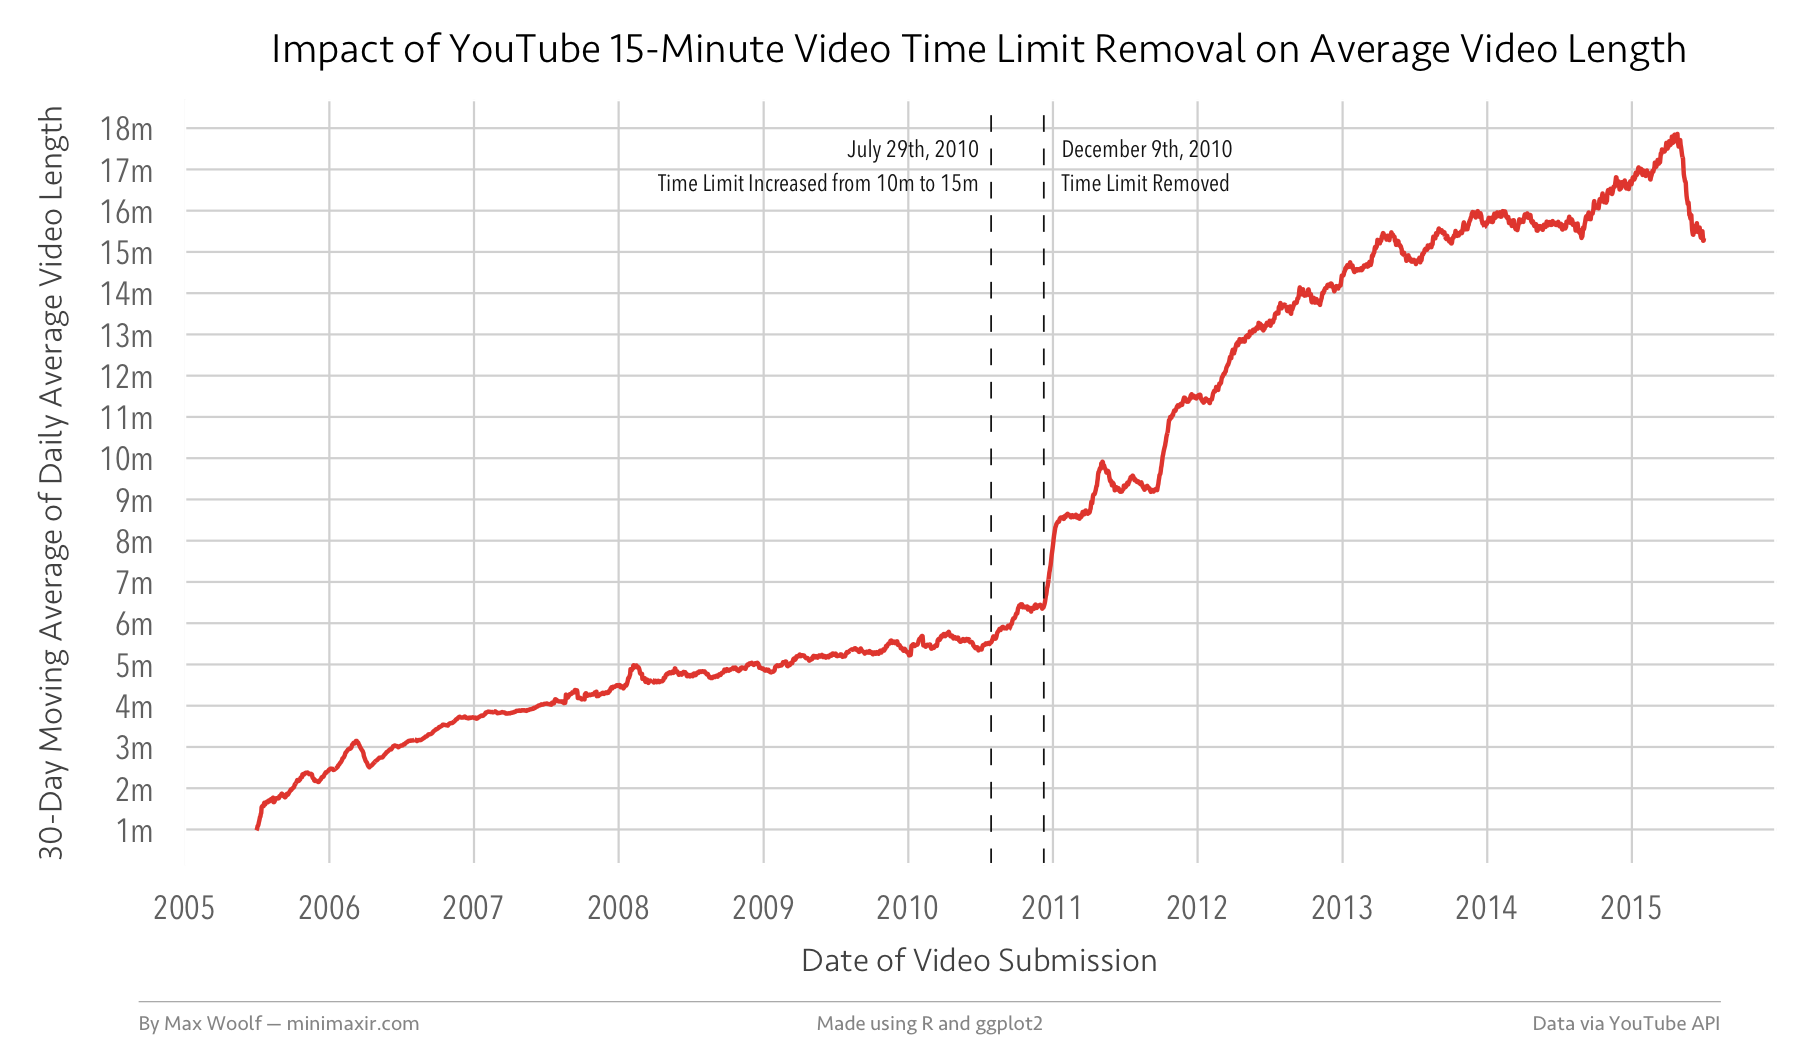 Impact of YouTube 15-Minute Video Time Limit Removal on Average Video Length
30-Day Moving Average of Daily Average Video Length
18m
17m
16m
15m
14m
13m
12m
11m
10m
9m
8m
7m
6m
5m
4m
3m
2m
1m
July 29th, 2010
Time Limit Increased from 10m to 15m
December 9th, 2010
Time Limit Removed
2005 2006 2007 2008 2009 2010 2011 2012 2013 2014 2015
Date of Video Submission
By Max Woolf — minimaxir.com
Made using R and ggplot2
Data via YouTube API